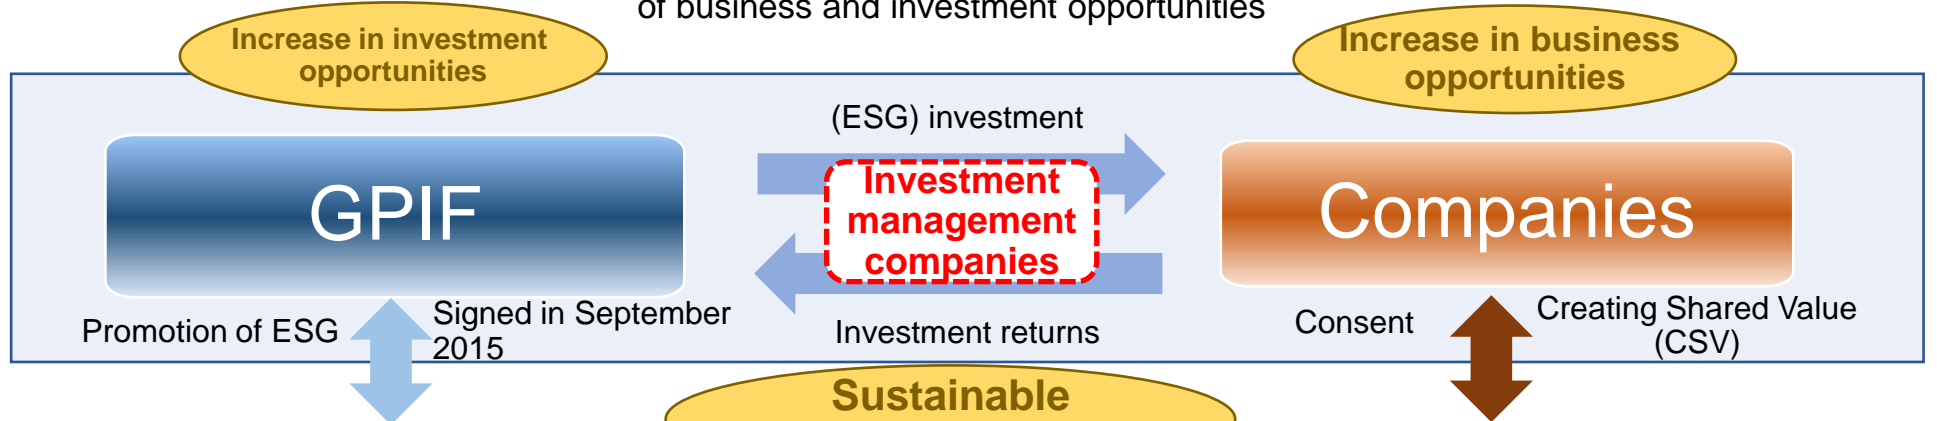 of business and investment opportunities
Increase in investment
opportunities
Increase in business
opportunities
(ESG) investment
GPIF
Investment
management
companies
Companies
Promotion of ESG
Signed in September
2015
Investment returns
Consent
Creating Shared Value
(CSV)
Sustainable